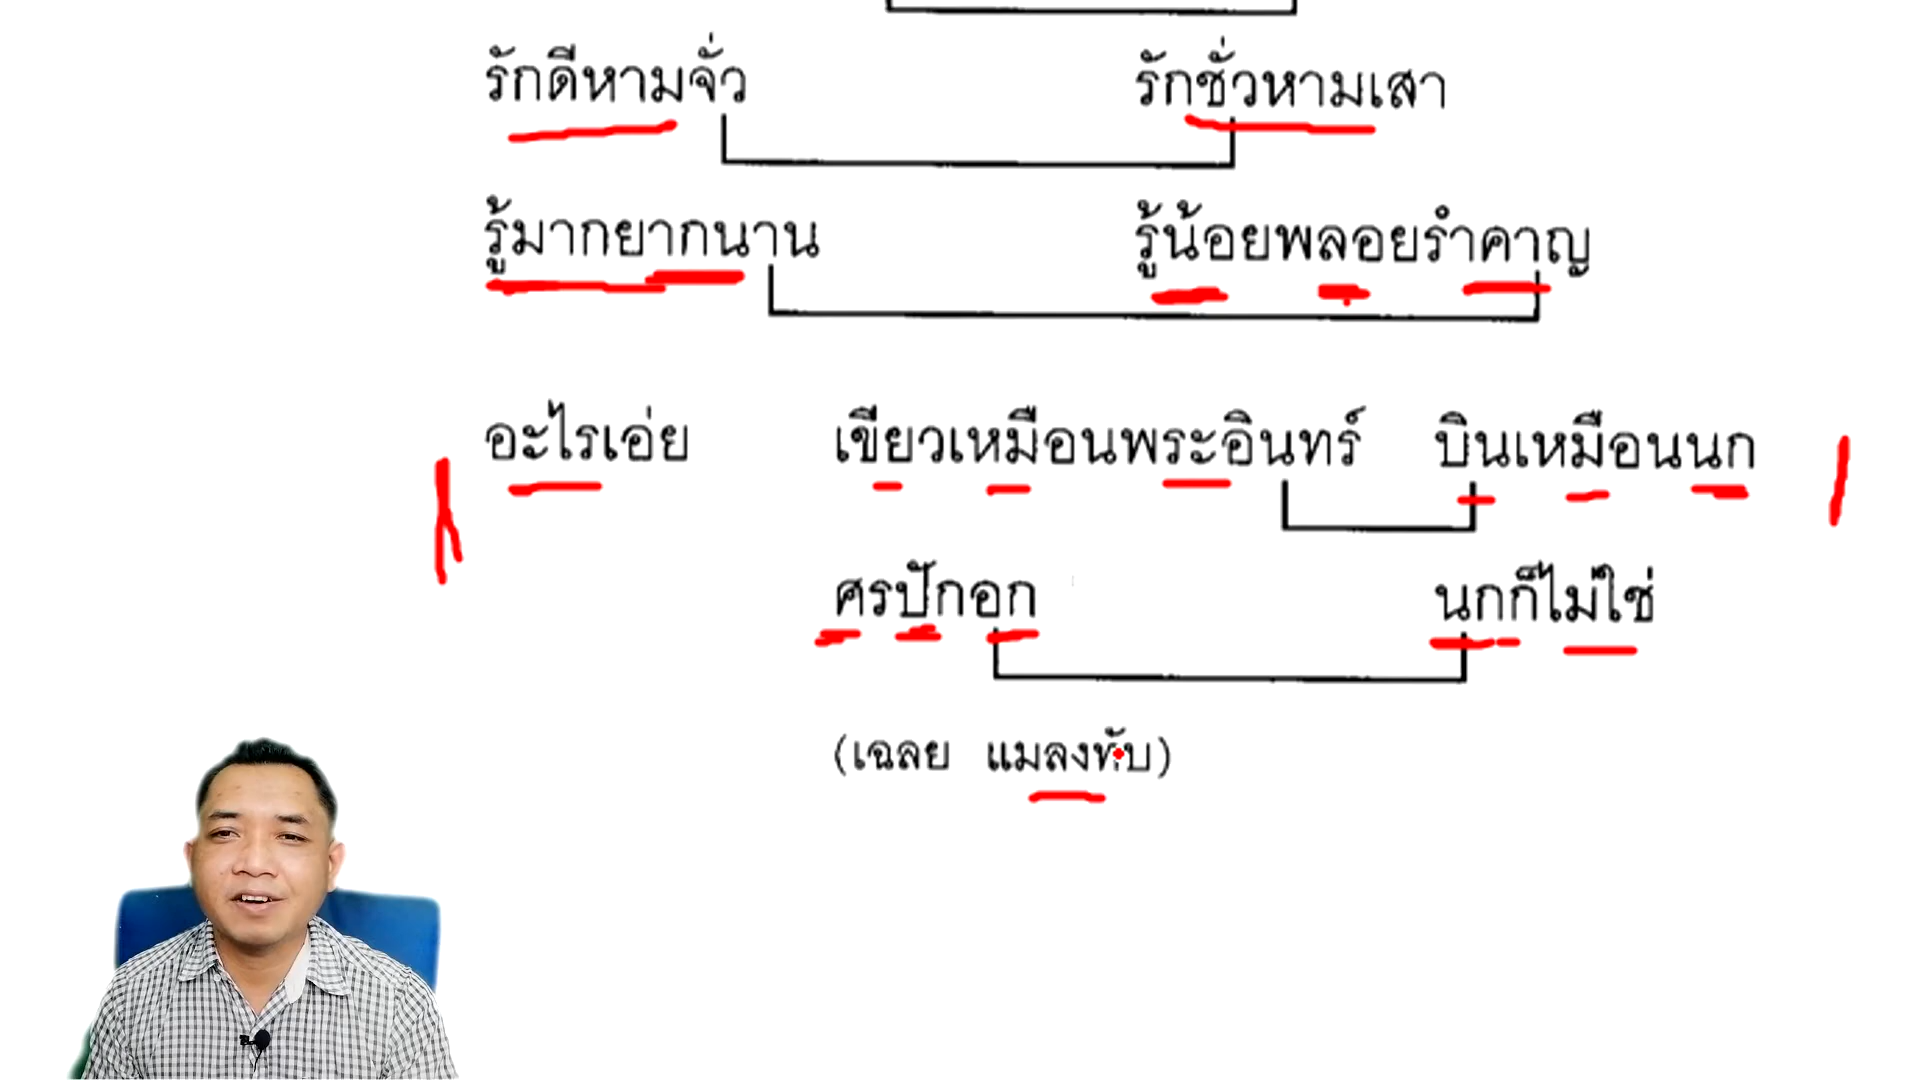 รักดีหามจั่ว รักชั่วหามเสา
รู้มากยากนาน รู้น้อยพลอยรำคาญ
อะไรเอ่ย เขียวเหมือนพระอินทร์ บินเหมือนนก
ศรปักอก นกก็ไม่ใช่
(เฉลย แมลงทับ)